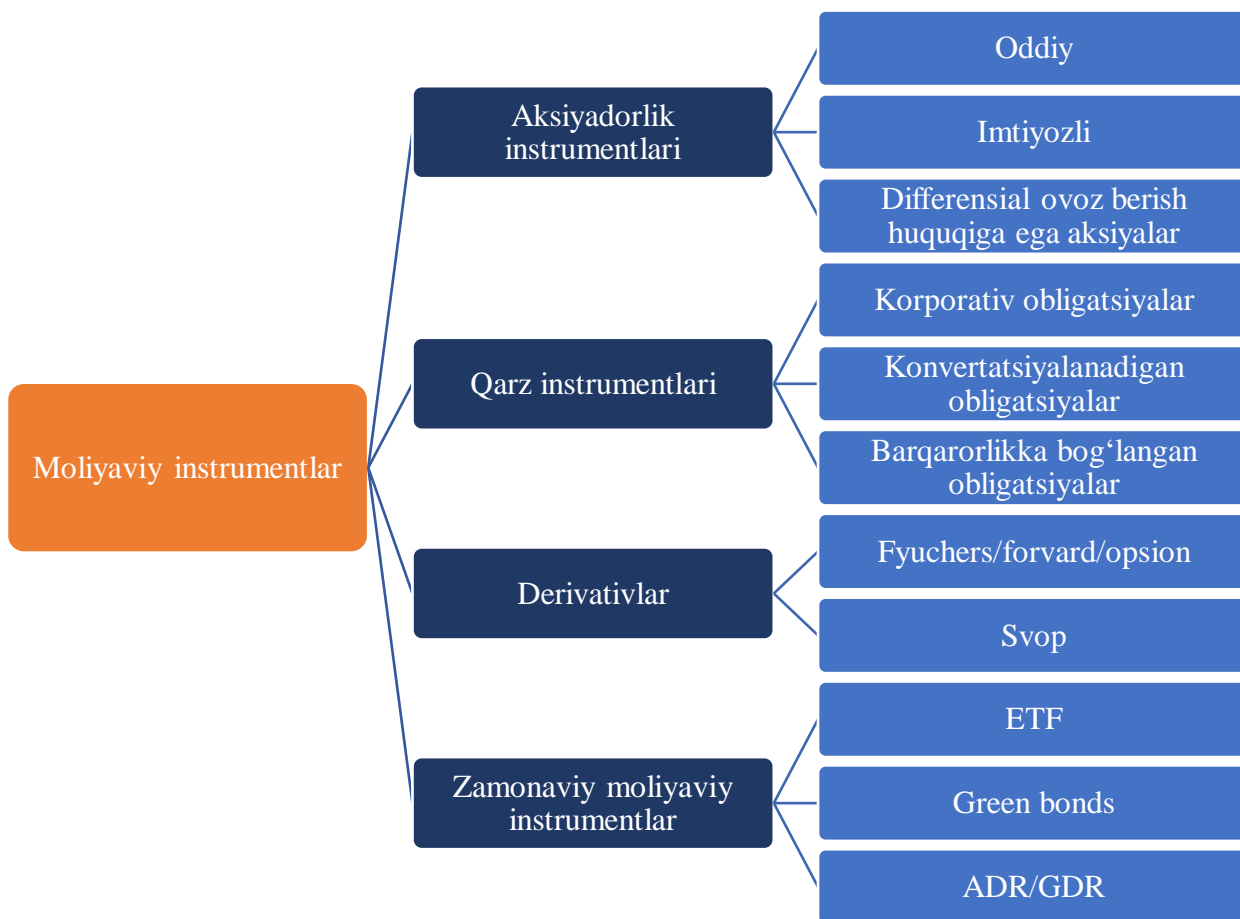 Moliyaviy instrumentlar
Aksiyadorlik
instrumentlari
Oddiy
Imtiyozli
Differensial ovoz berish
huquqiga ega aksiyalar
Qarz instrumentlari
Korporativ obligatsiyalar
Konvertatsiyalanadigan
obligatsiyalar
Barqarorlikka bog‘langan
obligatsiyalar
Derivativlar
Fyuchers/forvard/opsion
Svop
Zamonaviy moliyaviy
instrumentlar
ETF
Green bonds
ADR/GDR